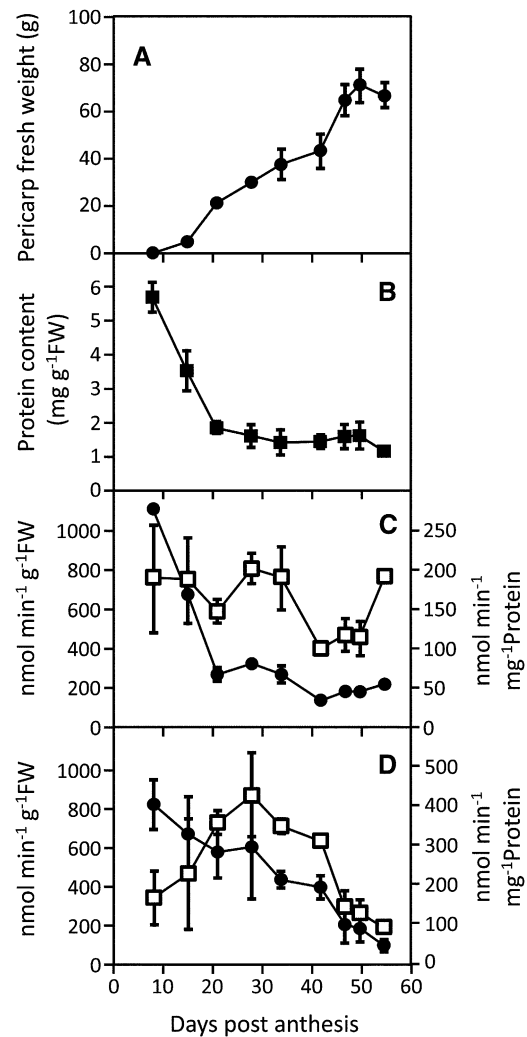 100
80
60
40
20
0
Pericarp fresh weight (g)
A
6
5
4
3
2
1
0
Protein content
(mg g⁻¹FW)
B
1000
800
600
400
200
0
nmol min⁻¹ g⁻¹FW
C
250
200
150
100
50
0
nmol min⁻¹
mg⁻¹Protein
1000
800
600
400
200
0
nmol min⁻¹ g⁻¹FW
D
500
400
300
200
100
0
nmol min⁻¹
mg⁻¹Protein
0 10 20 30 40 50 60
Days post anthesis